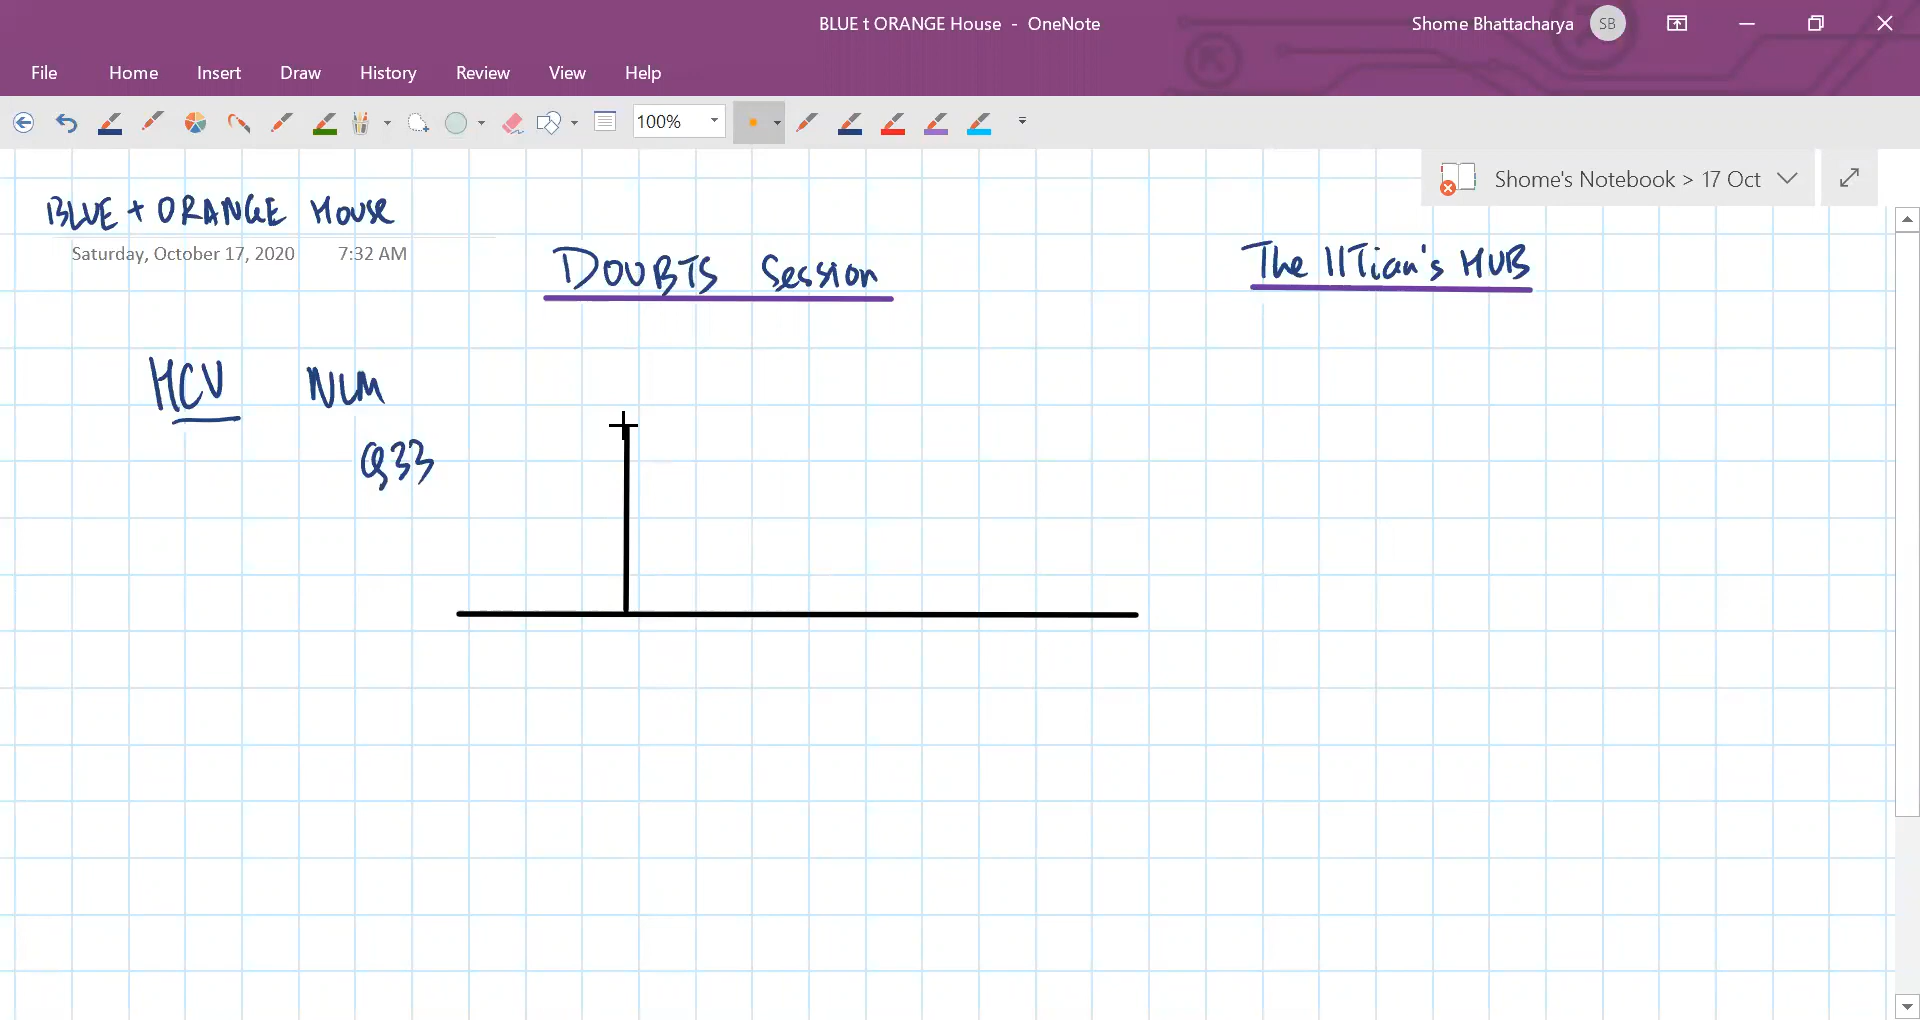 BLUE t ORANGE House - OneNote
Shome Bhattacharya SB
File Home Insert Draw History Review View Help
100%
Shome's Notebook > 17 Oct
BLUE + ORANGE HOUSE
Saturday, October 17, 2020 7:32 AM
DOUBTS Session
The IITian's HUB
HCV NLM
Q33